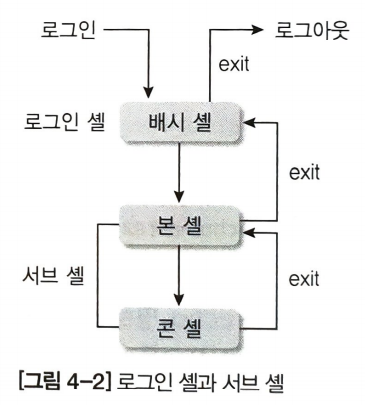 로그인
로그아웃
exit
로그인 셸
배시 셸
exit
본 셸
서브 셸
exit
콘 셸
[그림 4-2] 로그인 셸과 서브 셸